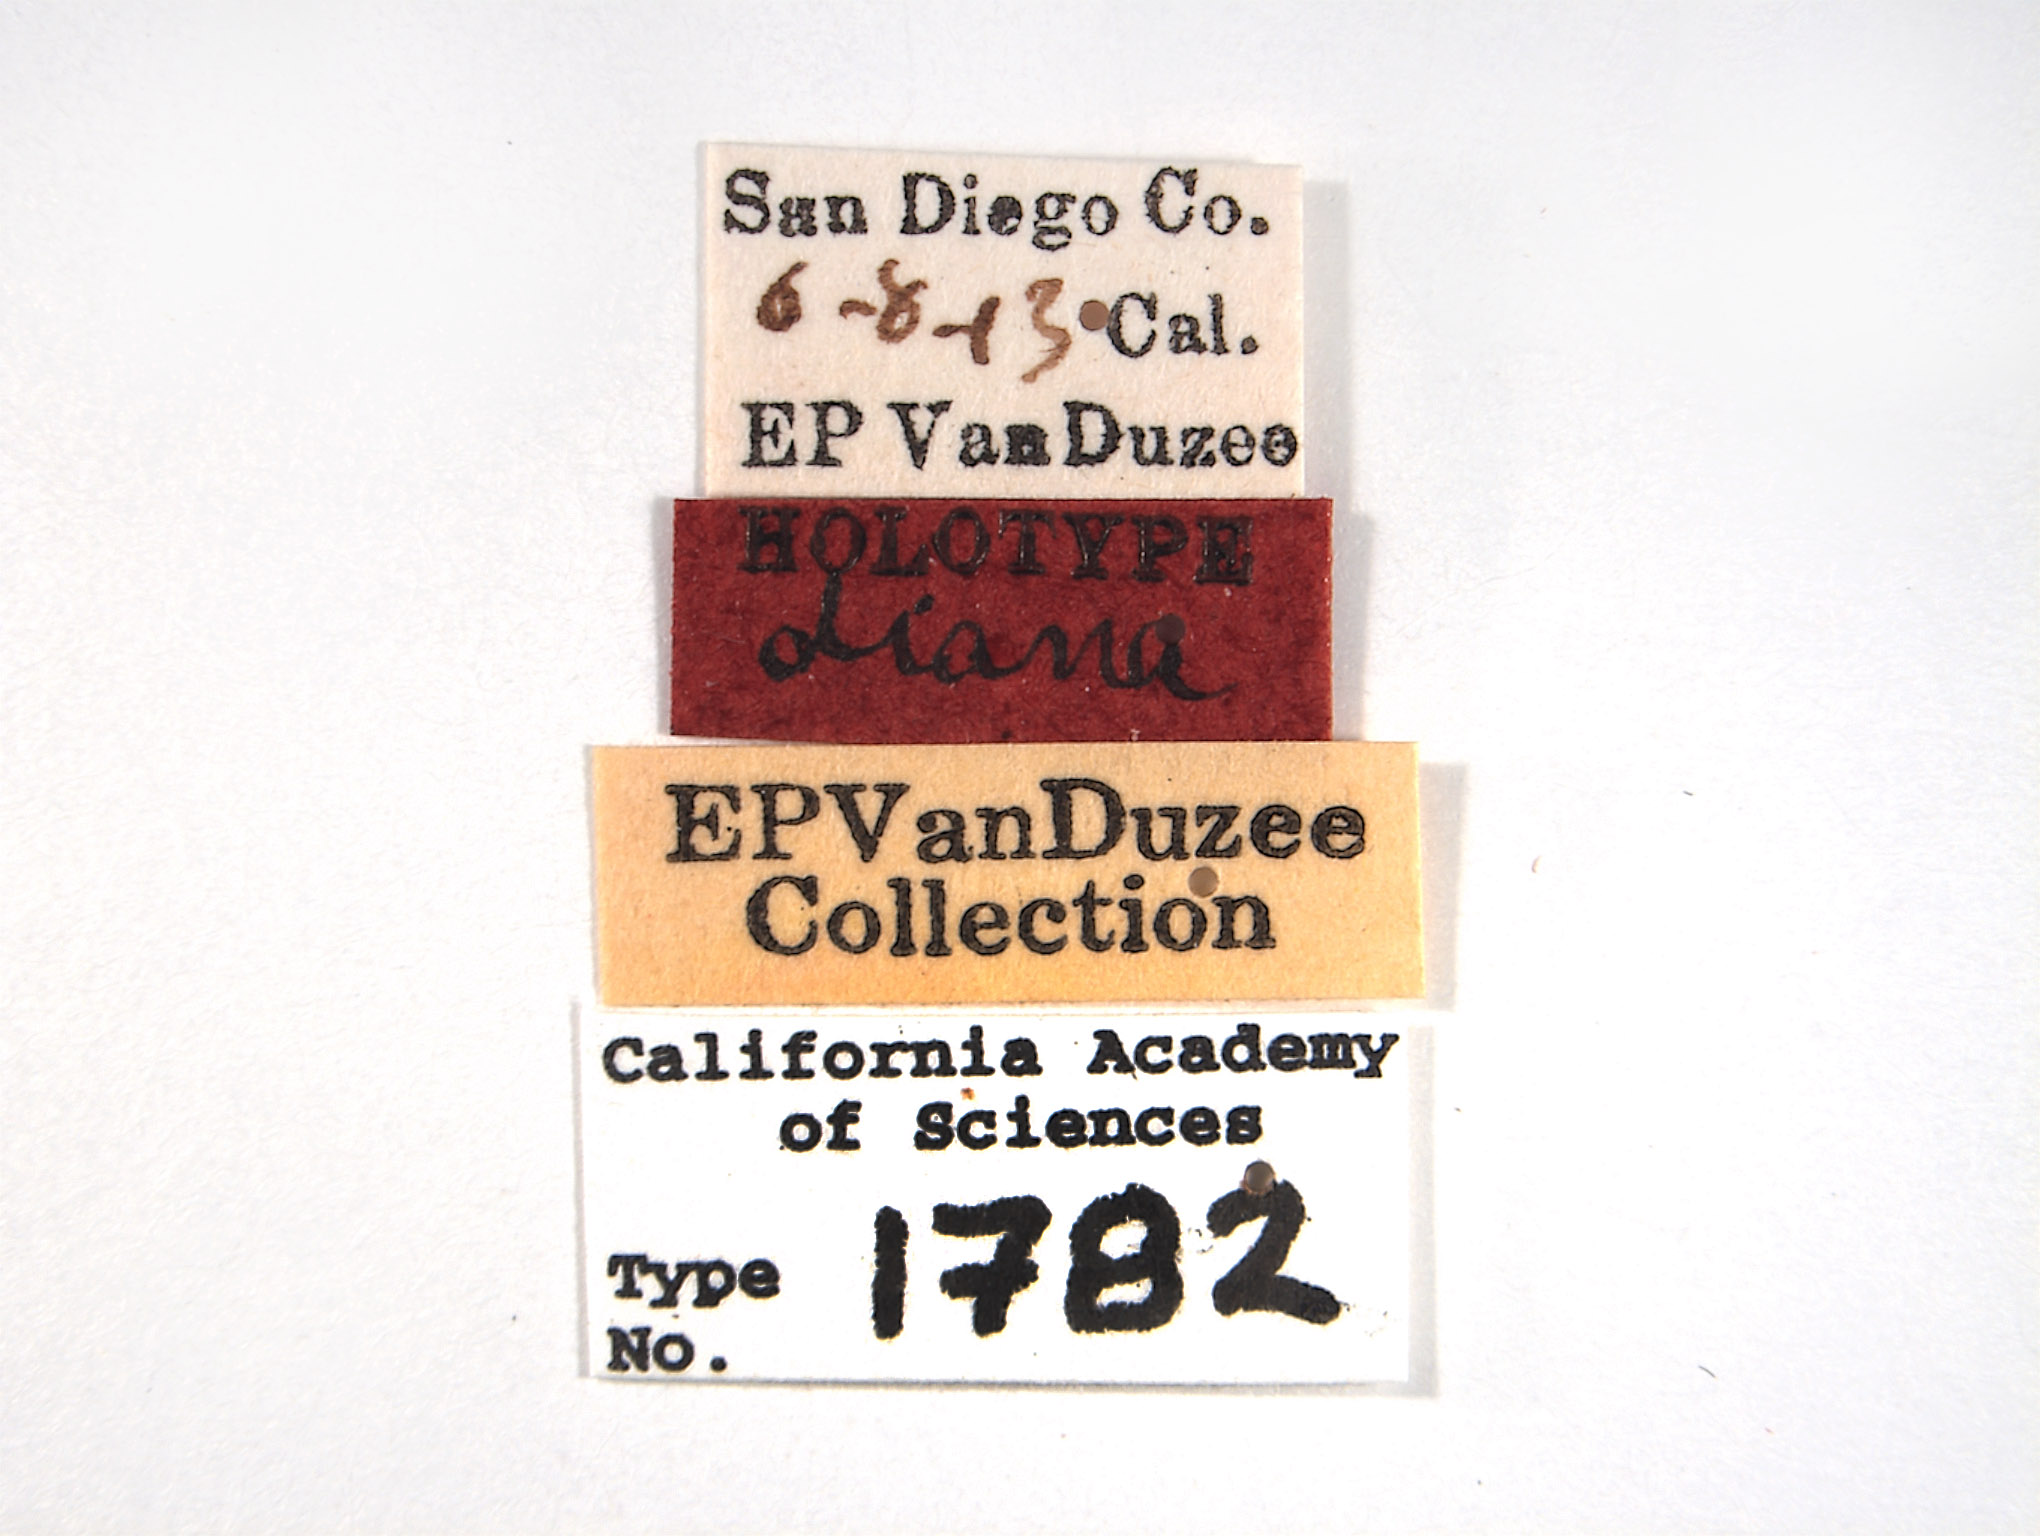 San Diego Co.
6-8-13 Cal.
EP VanDuzee
HOLOTYPE
diana
EPVanDuzee
Collection
California Academy
of Sciences
Type
No. 1782